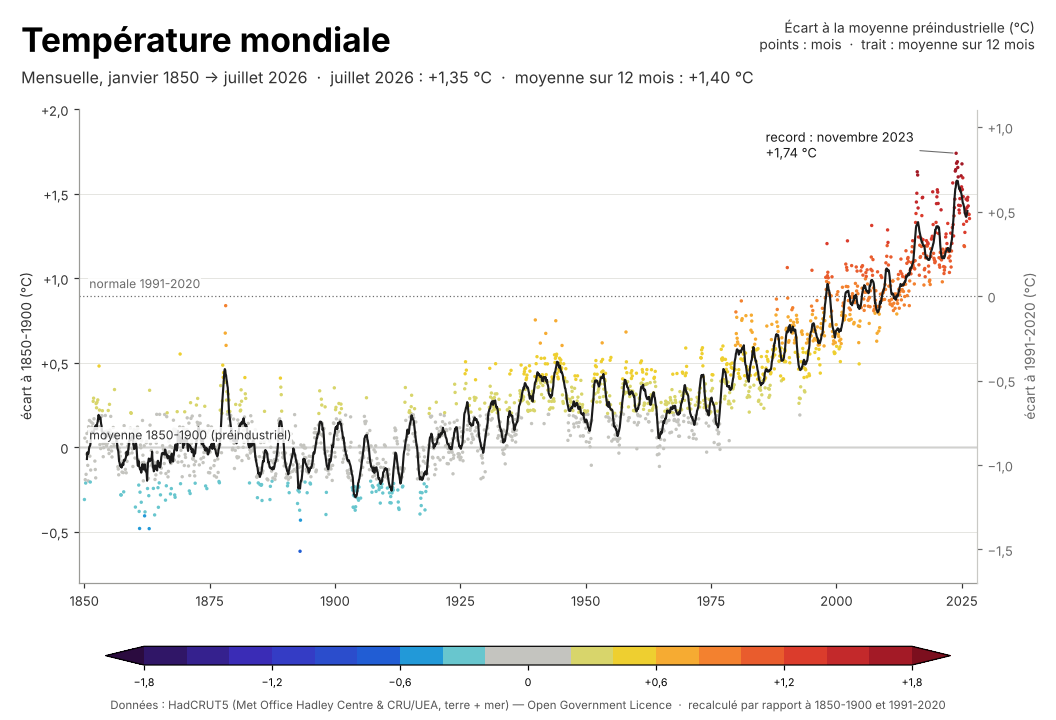 Température mondiale
Écart à la moyenne préindustrielle (°C)
points : mois · trait : moyenne sur 12 mois
Mensuelle, janvier 1850 → juillet 2026 · juillet 2026 : +1,35 °C · moyenne sur 12 mois : +1,40 °C
+2,0
+1,5
+1,0
+0,5
0
−0,5
écart à 1850-1900 (°C)
record : novembre 2023
+1,74 °C
normale 1991-2020
moyenne 1850-1900 (préindustriel)
+1,0
+0,5
0
−0,5
−1,0
−1,5
écart à 1991-2020 (°C)
1850 1875 1900 1925 1950 1975 2000 2025
−1,8 −1,2 −0,6 0 +0,6 +1,2 +1,8
Données : HadCRUT5 (Met Office Hadley Centre & CRU/UEA, terre + mer) — Open Government Licence · recalculé par rapport à 1850-1900 et 1991-2020